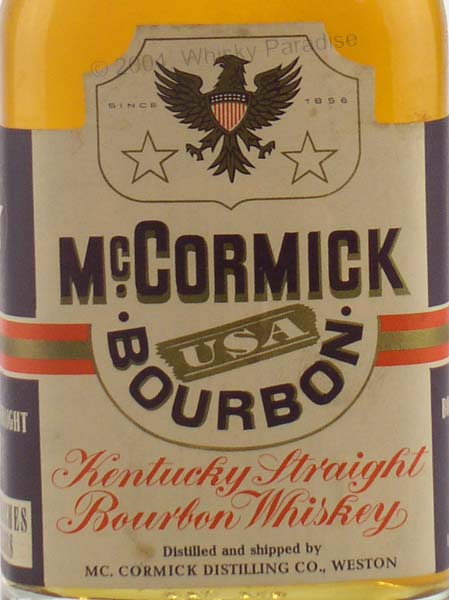 © 2001, Whisky Paradise
SINCE 1856
McCORMICK
USA
BOURBON
Kentucky Straight
Bourbon Whiskey
Distilled and shipped by
MC. CORMICK DISTILLING CO., WESTON